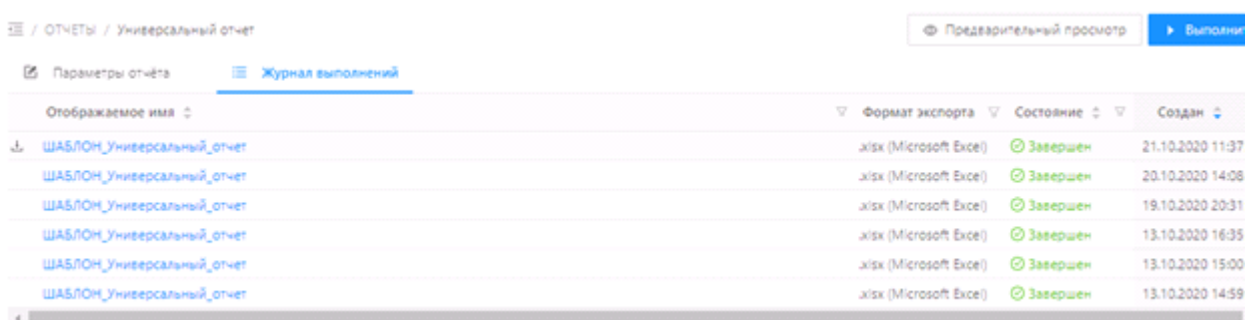 / ОТЧЕТЫ / Универсальный отчет
Предварительный просмотр
Выполнит
Параметры отчёта
Журнал выполнений
Отображаемое имя Формат экспорта Состояние Создан
ШАБЛОН_Универсальный_отчет .xlsx (Microsoft Excel) Завершен 21.10.2020 11:37
ШАБЛОН_Универсальный_отчет .xlsx (Microsoft Excel) Завершен 20.10.2020 14:08
ШАБЛОН_Универсальный_отчет .xlsx (Microsoft Excel) Завершен 19.10.2020 20:31
ШАБЛОН_Универсальный_отчет .xlsx (Microsoft Excel) Завершен 13.10.2020 16:35
ШАБЛОН_Универсальный_отчет .xlsx (Microsoft Excel) Завершен 13.10.2020 15:00
ШАБЛОН_Универсальный_отчет .xlsx (Microsoft Excel) Завершен 13.10.2020 14:59